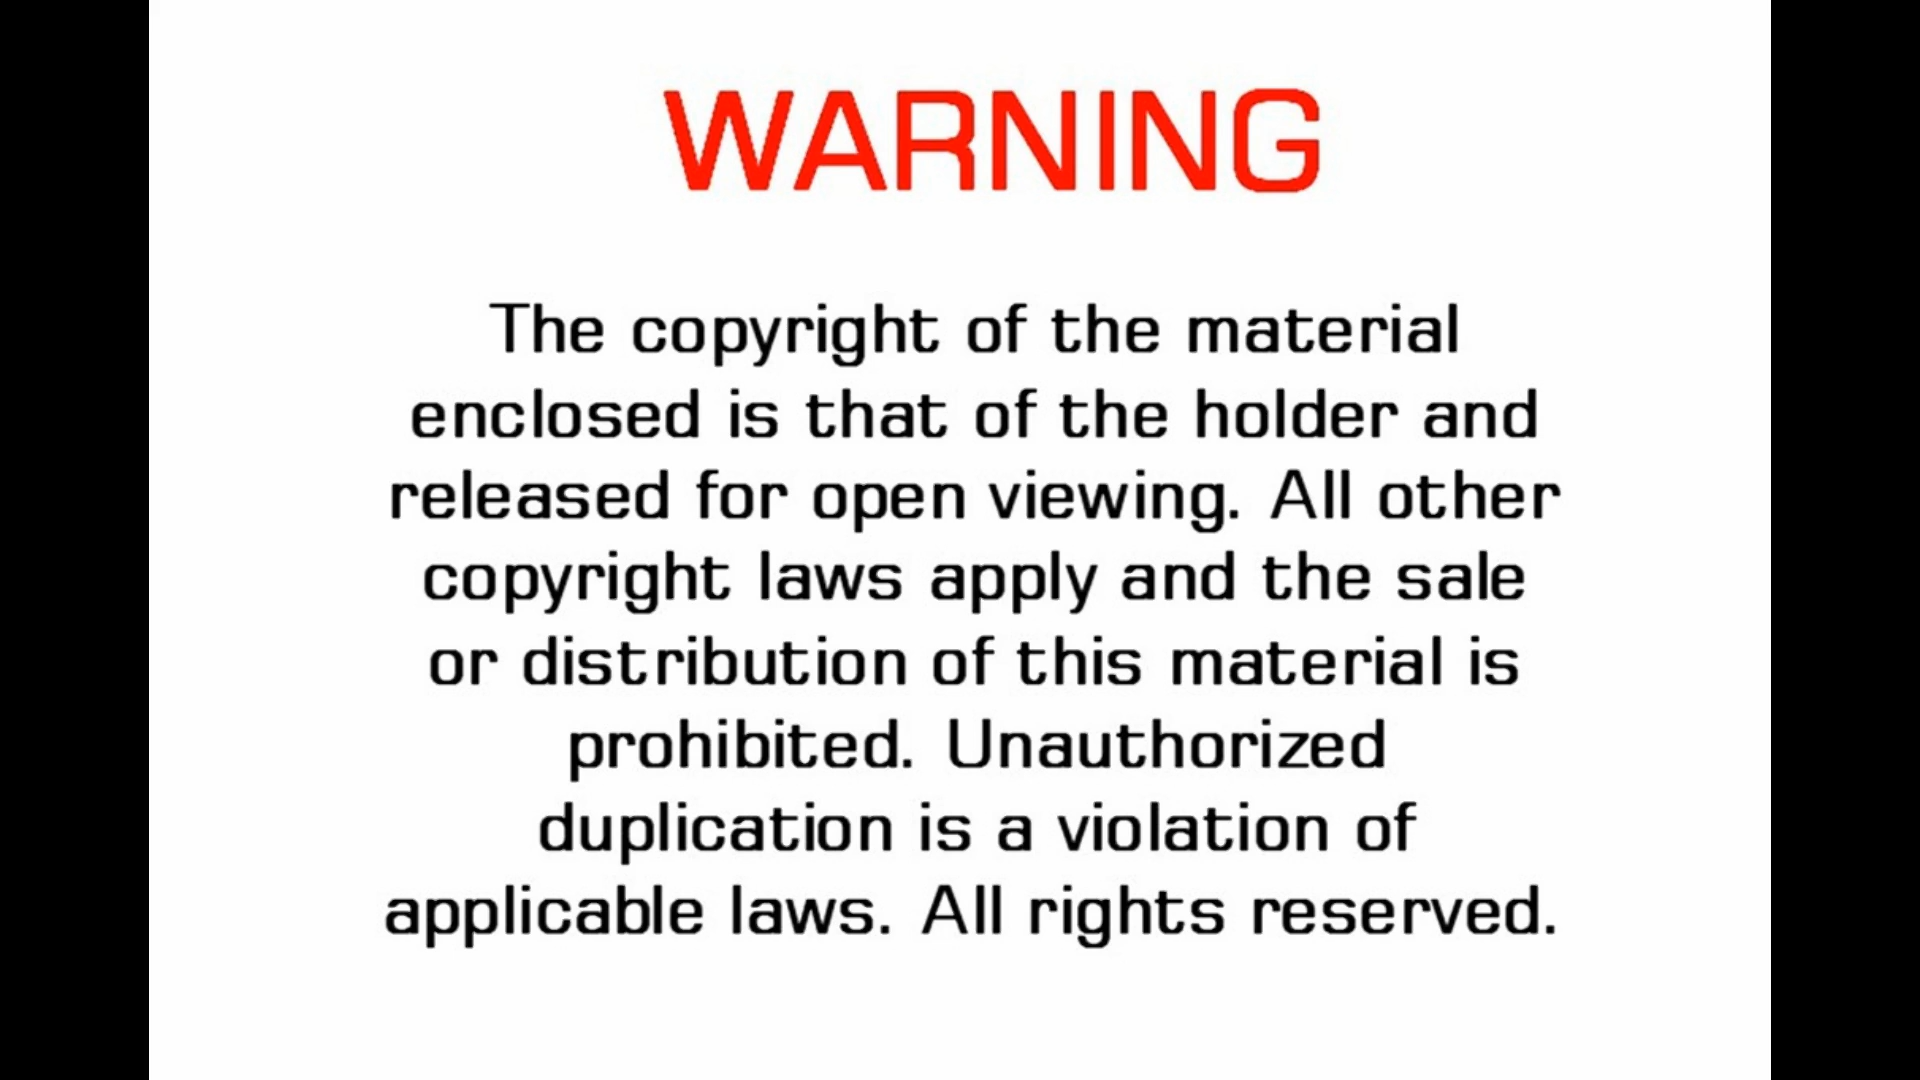 WARNING
The copyright of the material
enclosed is that of the holder and
released for open viewing. All other
copyright laws apply and the sale
or distribution of this material is
prohibited. Unauthorized
duplication is a violation of
applicable laws. All rights reserved.